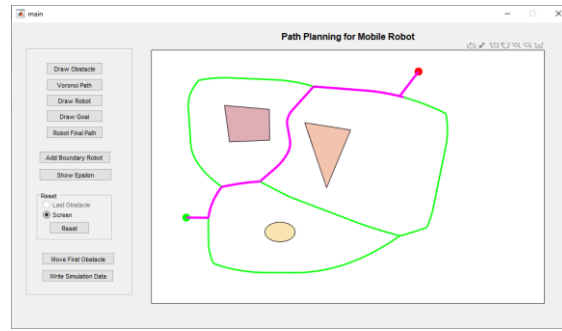 main
Path Planning for Mobile Robot
Draw Obstacle
Voronoi Path
Draw Robot
Draw Goal
Robot Final Path
Add Boundary Robot
Show Epsilon
Reset
Last Obstacle
Screen
Reset
Move First Obstacle
Write Simulation Data